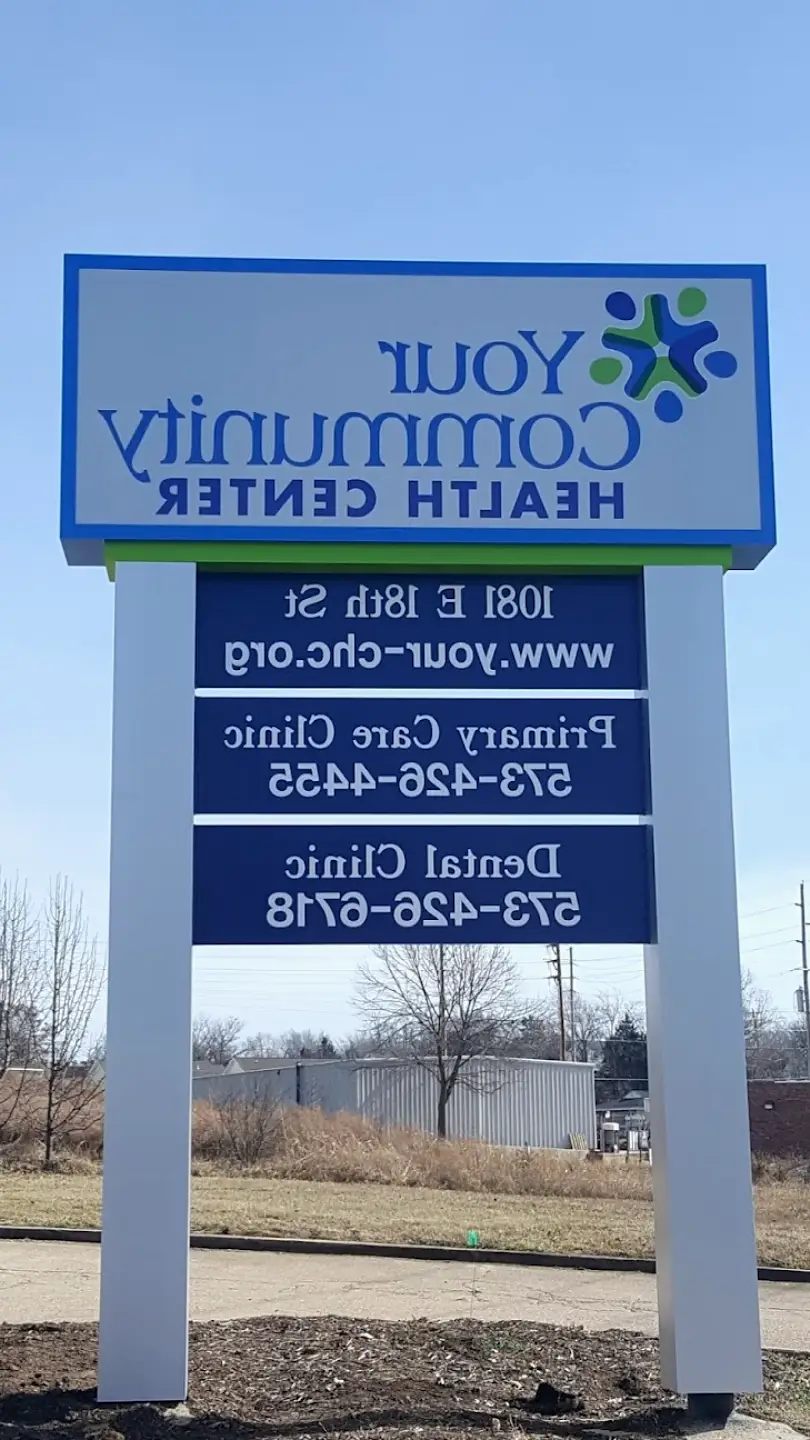 Your
Community
HEALTH CENTER
1081 E 18th St
www.your-chc.org
Primary Care Clinic
573-426-4455
Dental Clinic
573-426-6718